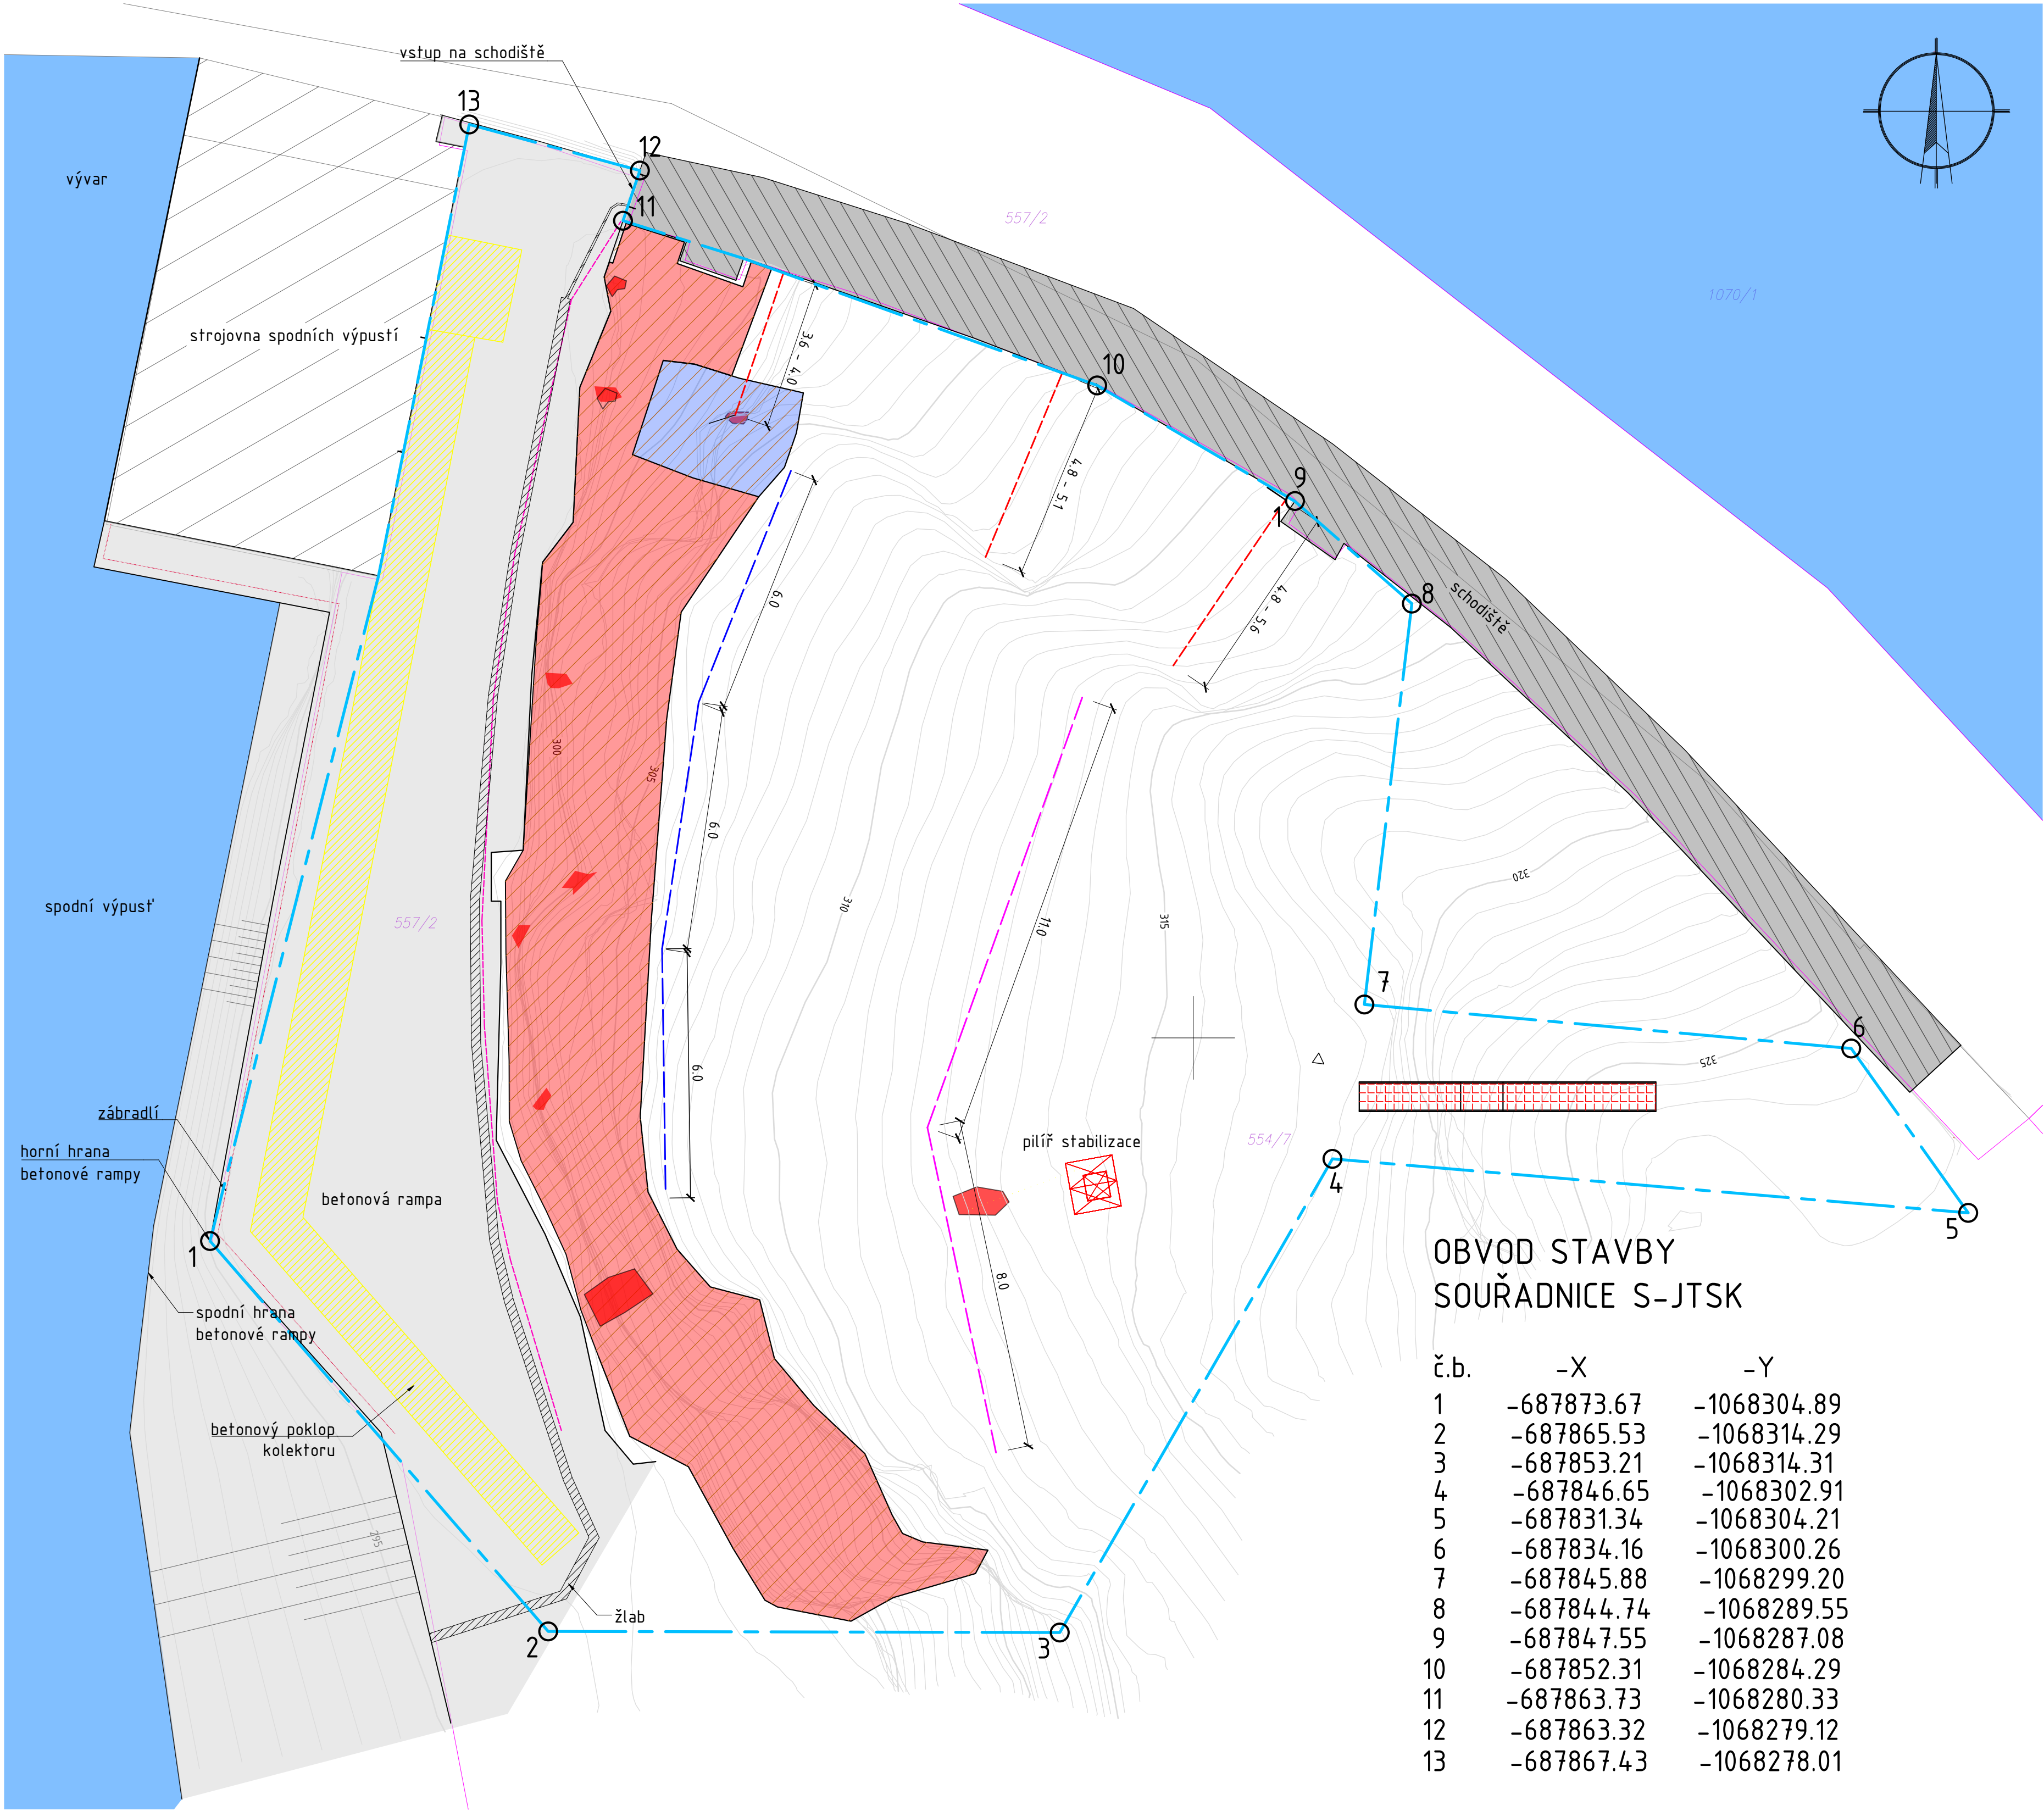 vstup na schodiště
13
12
11
vývar
557/2
1070/1
strojovna spodních výpustí
3.6 - 4.0
10
4.8 - 5.1
9
1
4.8 - 5.6
8
schodiště
6.0
300
305
6.0
310
11.0
315
320
spodní výpusť
557/2
7
6
325
6.0
zábradlí
horní hrana
betonové rampy
betonová rampa
pilíř stabilizace
554/7
4
5
1
8.0
spodní hrana
betonové rampy
betonový poklop
kolektoru
295
žlab
2
3
OBVOD STAVBY
SOUŘADNICE S-JTSK
č.b. -X -Y
1 -687873.67 -1068304.89
2 -687865.53 -1068314.29
3 -687853.21 -1068314.31
4 -687846.65 -1068302.91
5 -687831.34 -1068304.21
6 -687834.16 -1068300.26
7 -687845.88 -1068299.20
8 -687844.74 -1068289.55
9 -687847.55 -1068287.08
10 -687852.31 -1068284.29
11 -687863.73 -1068280.33
12 -687863.32 -1068279.12
13 -687867.43 -1068278.01